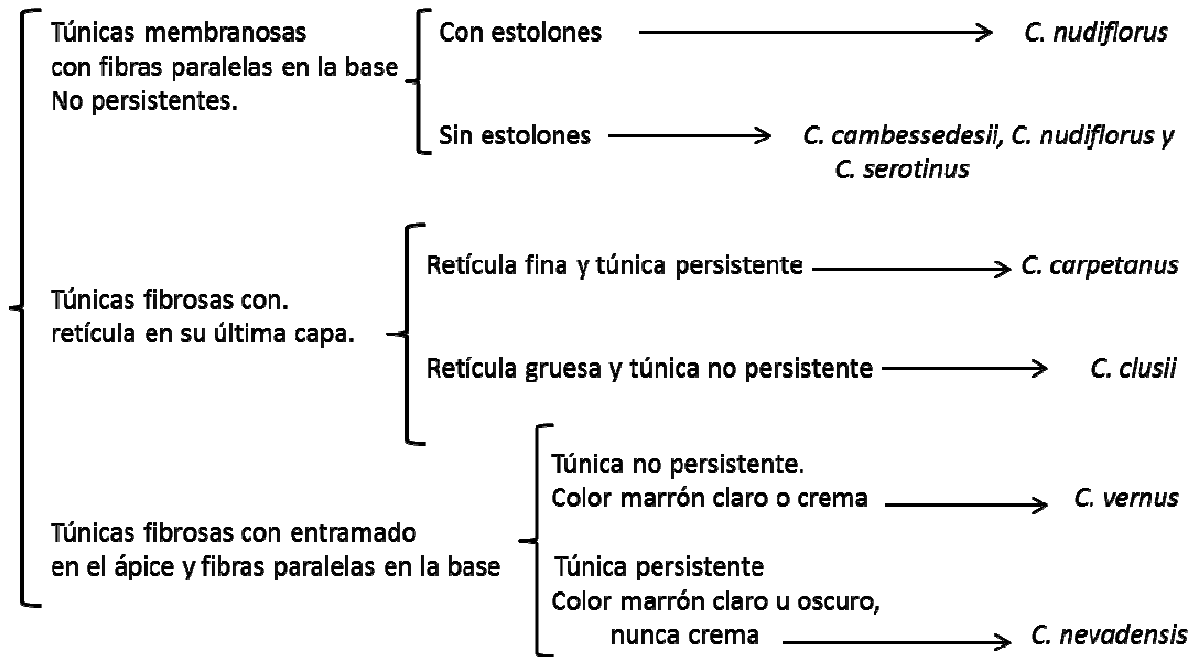 Túnicas membranosas
con fibras paralelas en la base
No persistentes.
Con estolones
C. nudiflorus
Sin estolones
C. cambessedesii, C. nudiflorus y
C. serotinus
Túnicas fibrosas con.
retícula en su última capa.
Retícula fina y túnica persistente
C. carpetanus
Retícula gruesa y túnica no persistente
C. clusii
Túnicas fibrosas con entramado
en el ápice y fibras paralelas en la base
Túnica no persistente.
Color marrón claro o crema
C. vernus
Túnica persistente
Color marrón claro u oscuro,
nunca crema
C. nevadensis